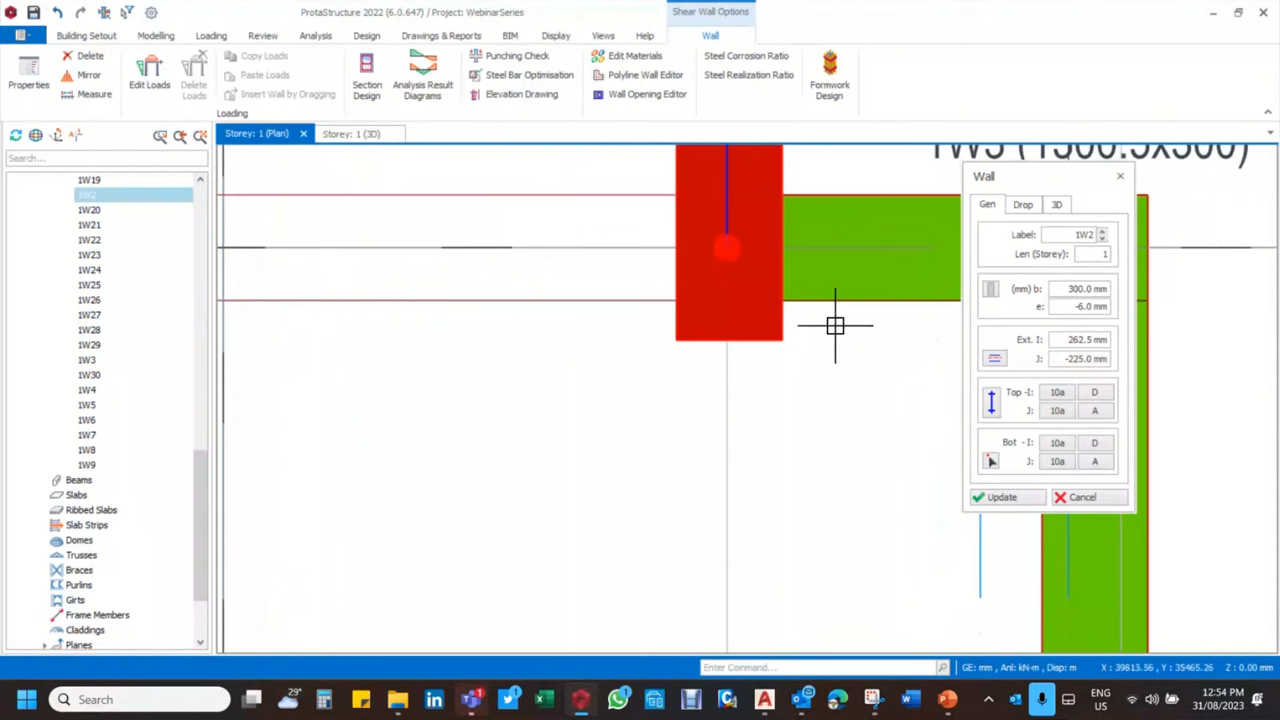 ProtaStructure 2022 (6.0.647) / Project: WebinarSeries
Shear Wall Options
Building Setout Modelling Loading Review Analysis Design Drawings & Reports BIM Display Views Help Wall
Properties
Delete
Mirror
Measure
Edit Loads
Delete Loads
Copy Loads
Paste Loads
Insert Wall by Dragging
Loading
Section Design
Analysis Result Diagrams
Punching Check
Steel Bar Optimisation
Elevation Drawing
Edit Materials
Polyline Wall Editor
Wall Opening Editor
Steel Corrosion Ratio
Steel Realization Ratio
Formwork Design
Storey: 1 (Plan)
Storey: 1 (3D)
Search...
1W19
1W2
1W20
1W21
1W22
1W23
1W24
1W25
1W26
1W27
1W28
1W29
1W3
1W30
1W4
1W5
1W6
1W7
1W8
1W9
Beams
Slabs
Ribbed Slabs
Slab Strips
Domes
Trusses
Braces
Purlins
Girts
Frame Members
Claddings
Planes
Wall
Gen Drop 3D
Label: 1W2
Len (Storey): 1
(mm) b: 300.0 mm
e: -6.0 mm
Ext. I: 262.5 mm
J: -225.0 mm
Top -I: 10a D
J: 10a A
Bot - I: 10a D
J: 10a A
Update Cancel
Enter Command...
GE: mm , Anl: kN-m , Disp: m
X : 39813.56 , Y : 35465.26
Z : 0.00 mm
Search
29°
1
1
ENG
US
12:54 PM
31/08/2023